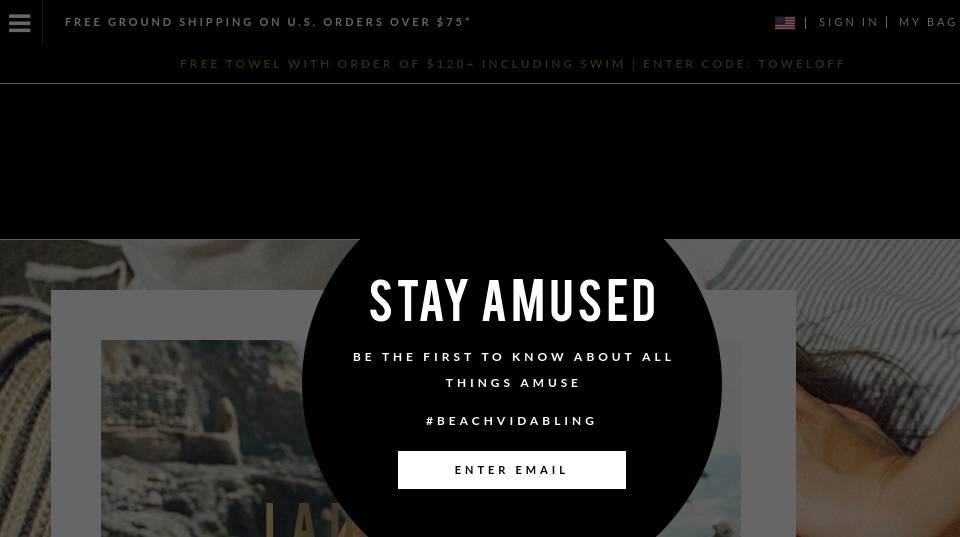 FREE GROUND SHIPPING ON U.S. ORDERS OVER $75*
| SIGN IN | MY BAG
FREE TOWEL WITH ORDER OF $120+ INCLUDING SWIM | ENTER CODE: TOWELOFF
STAY AMUSED
BE THE FIRST TO KNOW ABOUT ALL
THINGS AMUSE
#BEACHVIDABLING
ENTER EMAIL